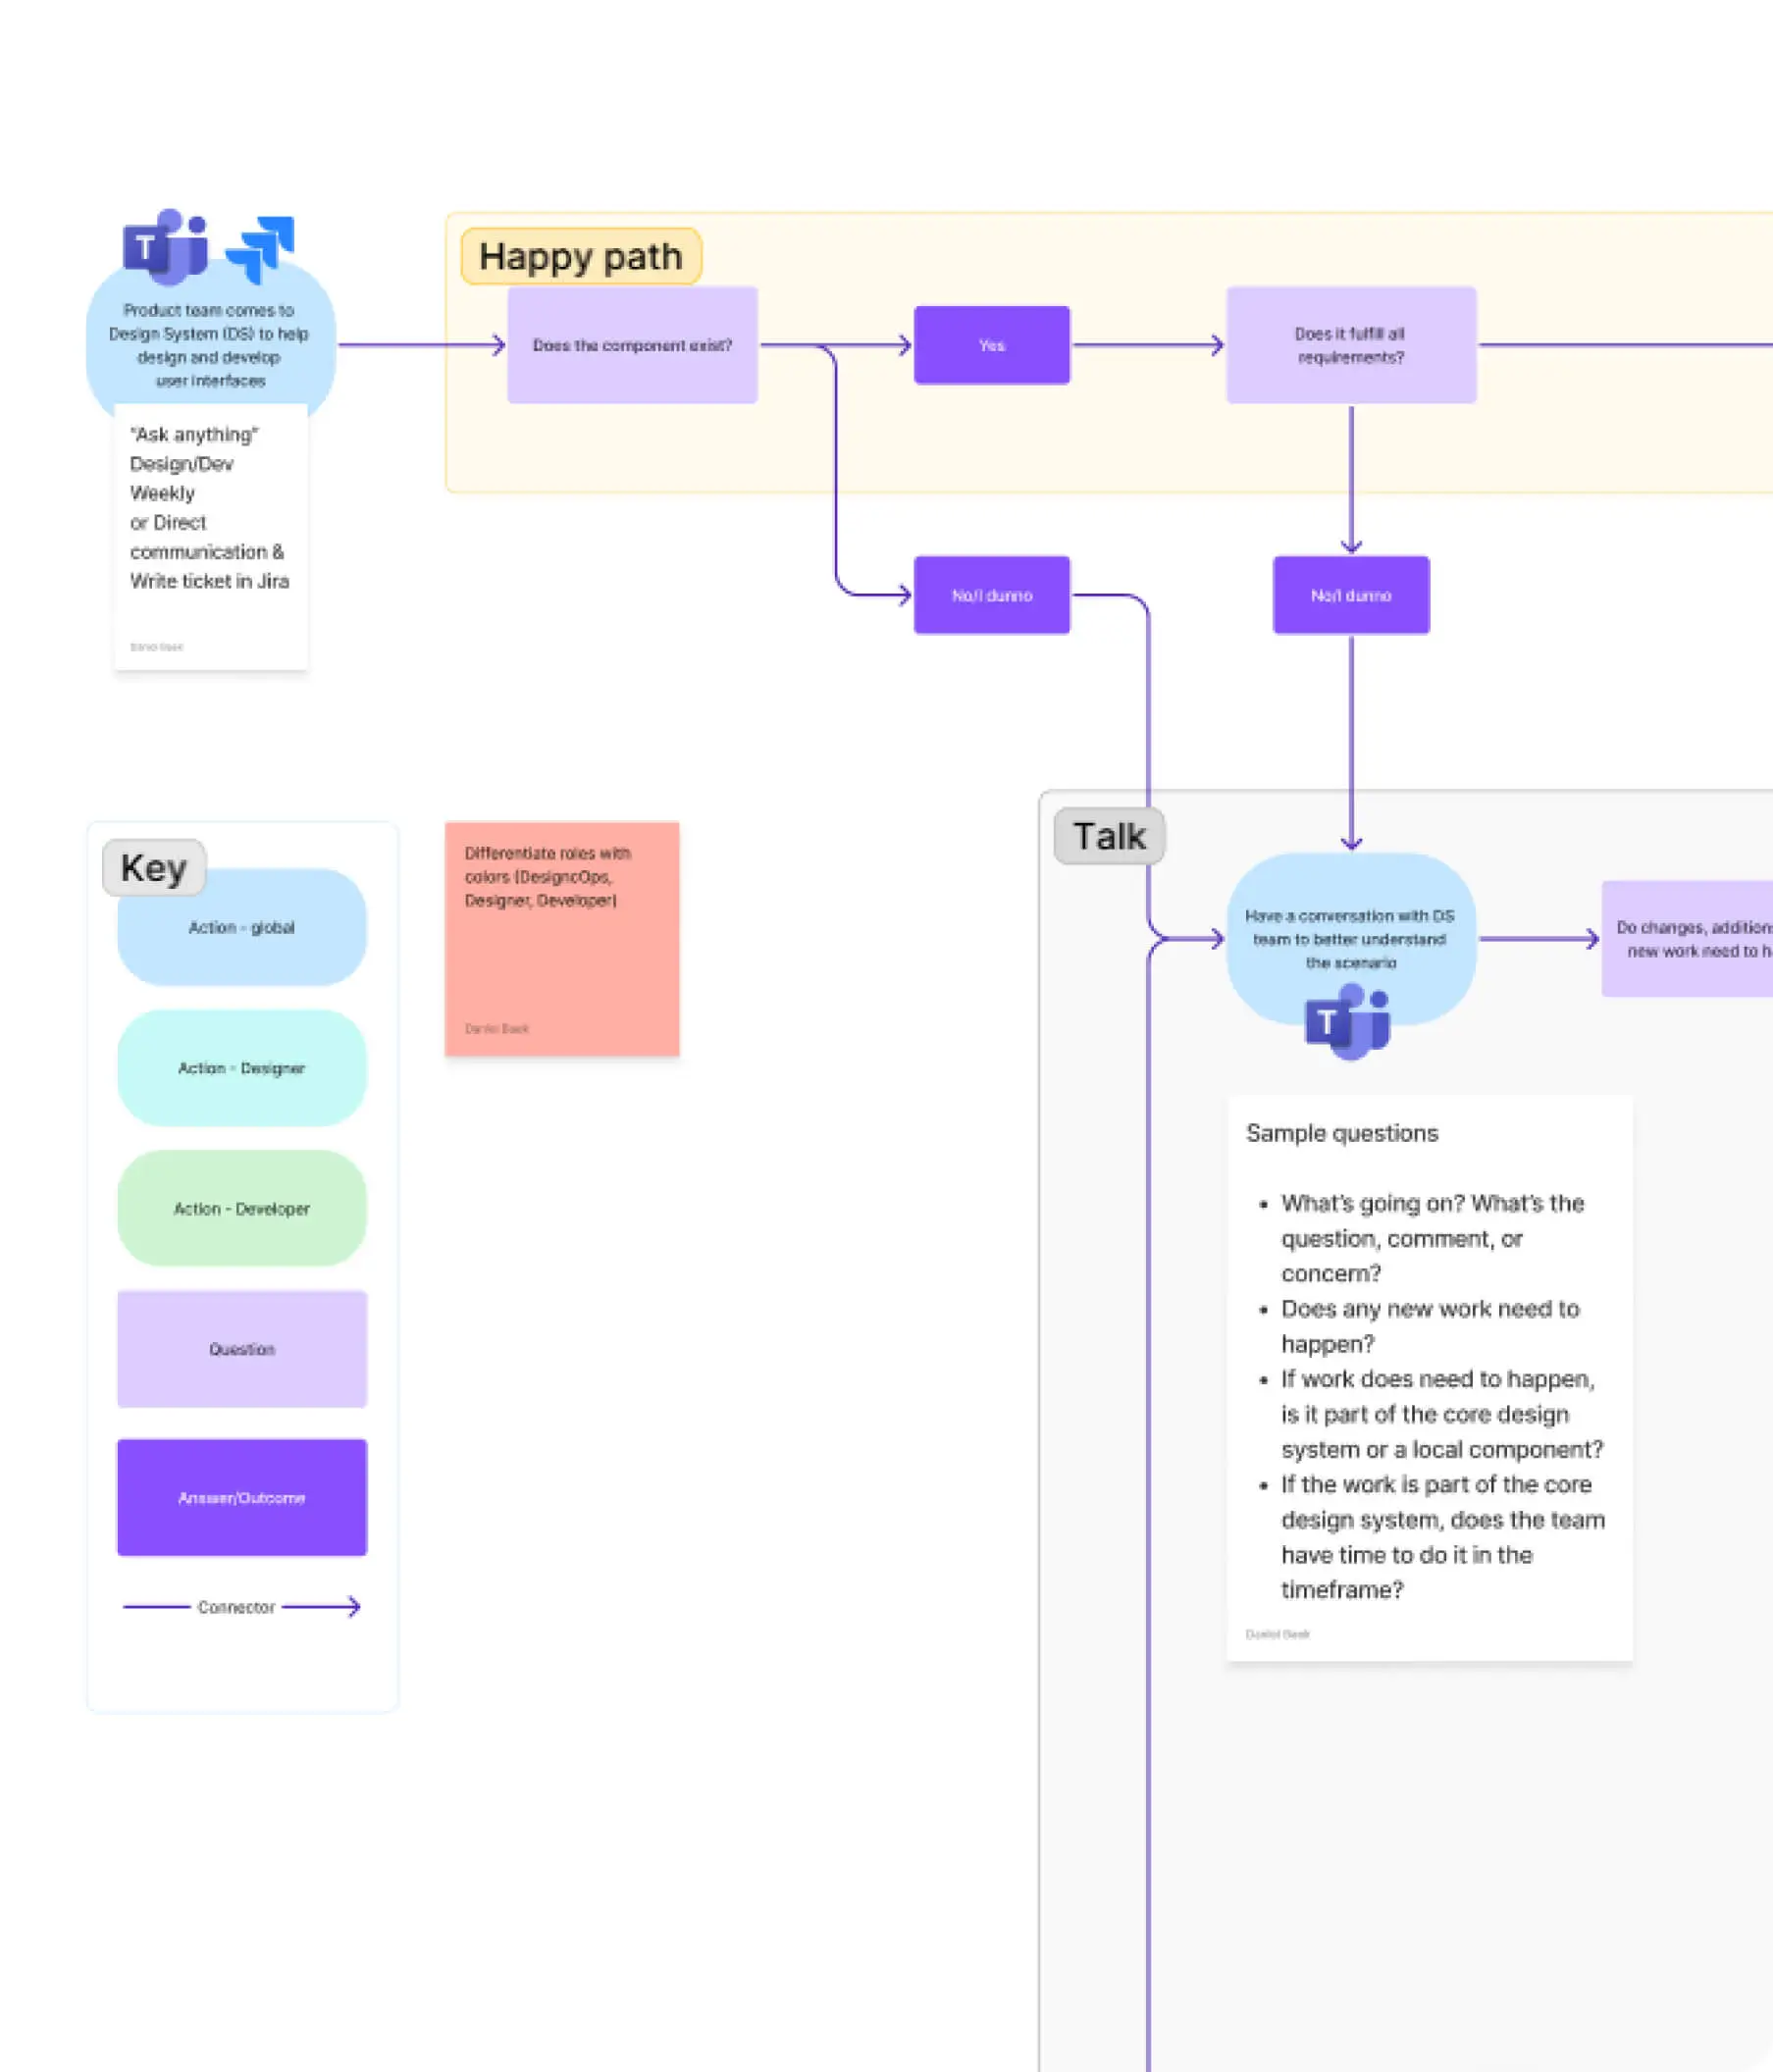 T
Product team comes to
Design System (DS) to help
design and develop
user interfaces
"Ask anything"
Design/Dev
Weekly
or Direct
communication &
Write ticket in Jira
Daniel Baek
Happy path
Does the component exist?
Yes
Does it fulfill all
requirements?
No/I dunno
No/I dunno
Key
Action - global
Action - Designer
Action - Developer
Question
Answer/Outcome
Connector
Differentiate roles with
colors (DesigncOps,
Designer, Developer)
Daniel Baek
Talk
Have a conversation with DS
team to better understand
the scenario
T
Do changes, addition
new work need to h
Sample questions
• What's going on? What's the
question, comment, or
concern?
• Does any new work need to
happen?
• If work does need to happen,
is it part of the core design
system or a local component?
• If the work is part of the core
design system, does the team
have time to do it in the
timeframe?
Daniel Baek